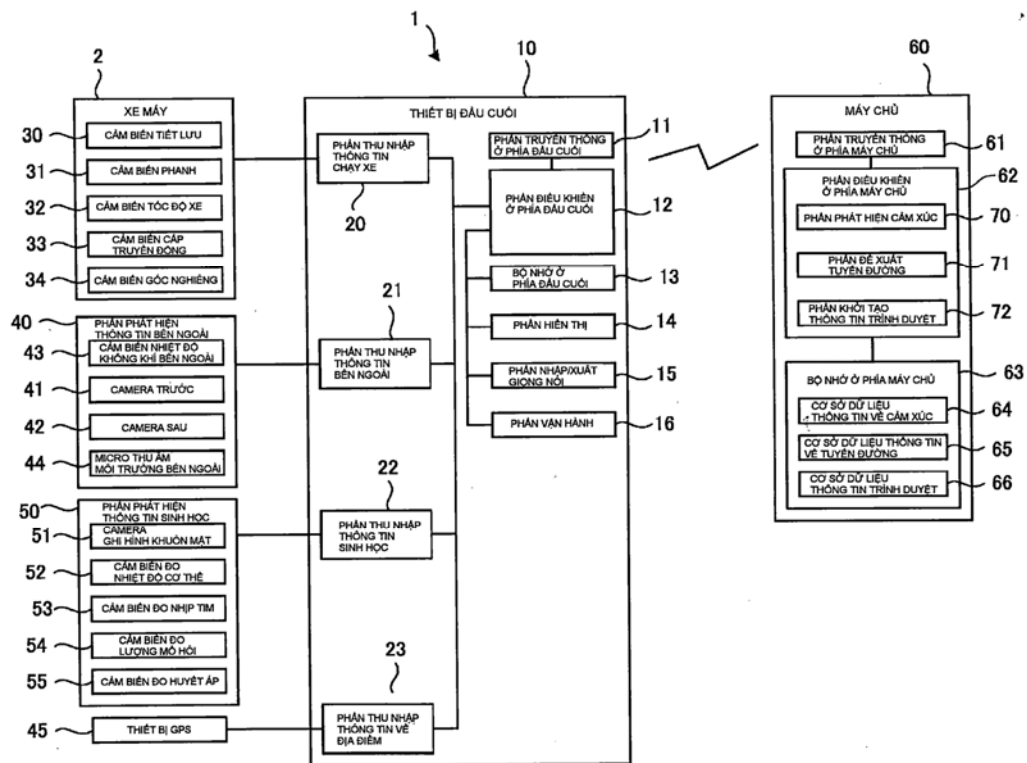 1
2
XE MÁY
30
CẢM BIẾN TIẾT LƯU
31
CẢM BIẾN PHANH
32
CẢM BIẾN TỐC ĐỘ XE
33
CẢM BIẾN CẤP
TRUYỀN ĐỘNG
34
CẢM BIẾN GÓC NGHIÊNG
40
PHẦN PHÁT HIỆN
THÔNG TIN BÊN NGOÀI
43
CẢM BIẾN NHIỆT ĐỘ
KHÔNG KHÍ BÊN NGOÀI
41
CAMERA TRƯỚC
42
CAMERA SAU
44
MICRO THU ÂM
MÔI TRƯỜNG BÊN NGOÀI
50
PHẦN PHÁT HIỆN
THÔNG TIN SINH HỌC
51
CAMERA
GHI HÌNH KHUÔN MẶT
52
CẢM BIẾN ĐO
NHIỆT ĐỘ CƠ THỂ
53
CẢM BIẾN ĐO NHỊP TIM
54
CẢM BIẾN ĐO
LƯỢNG MỒ HÔI
55
CẢM BIẾN ĐO HUYẾT ÁP
45
THIẾT BỊ GPS
10
THIẾT BỊ ĐẦU CUỐI
PHẦN THU NHẬP
THÔNG TIN
CHẠY XE
20
21
PHẦN THU NHẬP
THÔNG TIN
BÊN NGOÀI
22
PHẦN THU NHẬP
THÔNG TIN
SINH HỌC
23
PHẦN THU NHẬP
THÔNG TIN VỀ
ĐỊA ĐIỂM
PHẦN TRUYỀN THÔNG
Ở PHÍA ĐẦU CUỐI
11
PHẦN ĐIỀU KHIỂN
Ở PHÍA ĐẦU CUỐI
12
BỘ NHỚ Ở
PHÍA ĐẦU CUỐI
13
PHẦN HIỂN THỊ
14
PHẦN NHẬP/XUẤT
GIỌNG NÓI
15
PHẦN VẬN HÀNH
16
60
MÁY CHỦ
PHẦN TRUYỀN THÔNG
Ở PHÍA MÁY CHỦ
61
PHẦN ĐIỀU KHIỂN
Ở PHÍA MÁY CHỦ
62
PHẦN PHÁT HIỆN CẢM XÚC
70
PHẦN ĐỀ XUẤT
TUYẾN ĐƯỜNG
71
PHẦN KHỞI TẠO
THÔNG TIN TRÌNH DUYỆT
72
BỘ NHỚ Ở PHÍA MÁY CHỦ
63
CƠ SỞ DỮ LIỆU
THÔNG TIN VỀ CẢM XÚC
64
CƠ SỞ DỮ LIỆU THÔNG TIN
VỀ TUYẾN ĐƯỜNG
65
CƠ SỞ DỮ LIỆU
THÔNG TIN TRÌNH DUYỆT
66